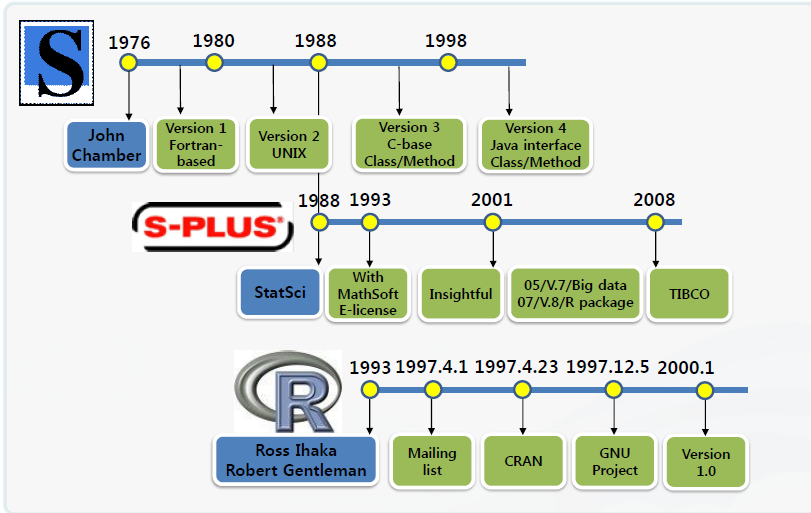 S
1976 1980 1988 1998
John
Chamber
Version 1
Fortran-
based
Version 2
UNIX
Version 3
C-base
Class/Method
Version 4
Java interface
Class/Method
S-PLUS®
1988 1993 2001 2008
StatSci
With
MathSoft
E-license
Insightful
05/V.7/Big data
07/V.8/R package
TIBCO
R
1993 1997.4.1 1997.4.23 1997.12.5 2000.1
Ross Ihaka
Robert Gentleman
Mailing
list
CRAN
GNU
Project
Version
1.0